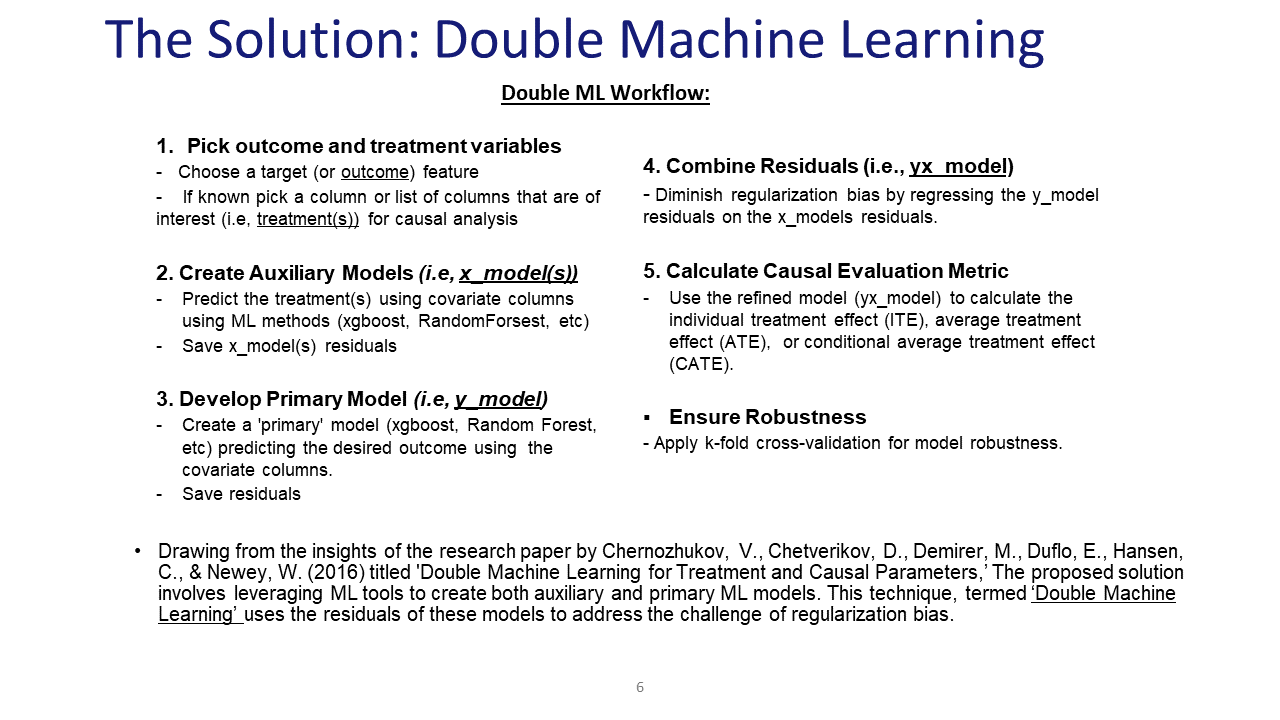 The Solution: Double Machine Learning
Double ML Workflow:
1. Pick outcome and treatment variables
- Choose a target (or outcome) feature
- If known pick a column or list of columns that are of
interest (i.e, treatment(s)) for causal analysis
2. Create Auxiliary Models (i.e, x_model(s))
- Predict the treatment(s) using covariate columns
using ML methods (xgboost, RandomForsest, etc)
- Save x_model(s) residuals
3. Develop Primary Model (i.e, y_model)
- Create a 'primary' model (xgboost, Random Forest,
etc) predicting the desired outcome using the
covariate columns.
- Save residuals
4. Combine Residuals (i.e., yx_model)
- Diminish regularization bias by regressing the y_model
residuals on the x_models residuals.
5. Calculate Causal Evaluation Metric
- Use the refined model (yx_model) to calculate the
individual treatment effect (ITE), average treatment
effect (ATE), or conditional average treatment effect
(CATE).
▪ Ensure Robustness
- Apply k-fold cross-validation for model robustness.
• Drawing from the insights of the research paper by Chernozhukov, V., Chetverikov, D., Demirer, M., Duflo, E., Hansen,
C., & Newey, W. (2016) titled 'Double Machine Learning for Treatment and Causal Parameters,’ The proposed solution
involves leveraging ML tools to create both auxiliary and primary ML models. This technique, termed ‘Double Machine
Learning’ uses the residuals of these models to address the challenge of regularization bias.
6